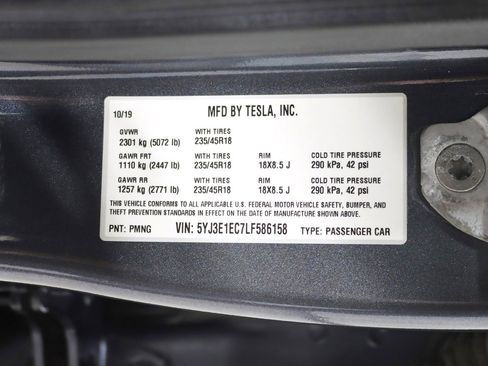 10/19 MFD BY TESLA, INC.
GVWR WITH TIRES
2301 kg (5072 lb) 235/45R18
GAWR FRT WITH TIRES RIM COLD TIRE PRESSURE
1110 kg (2447 lb) 235/45R18 18X8.5 J 290 kPa, 42 psi
GAWR RR WITH TIRES RIM COLD TIRE PRESSURE
1257 kg (2771 lb) 235/45R18 18X8.5 J 290 kPa, 42 psi
THIS VEHICLE CONFORMS TO ALL APPLICABLE U.S. FEDERAL MOTOR VEHICLE SAFETY, BUMPER, AND
THEFT PREVENTION STANDARDS IN EFFECT ON THE DATE OF MANUFACTURE SHOWN ABOVE.
PNT: PMNG VIN: 5YJ3E1EC7LF586158 TYPE: PASSENGER CAR